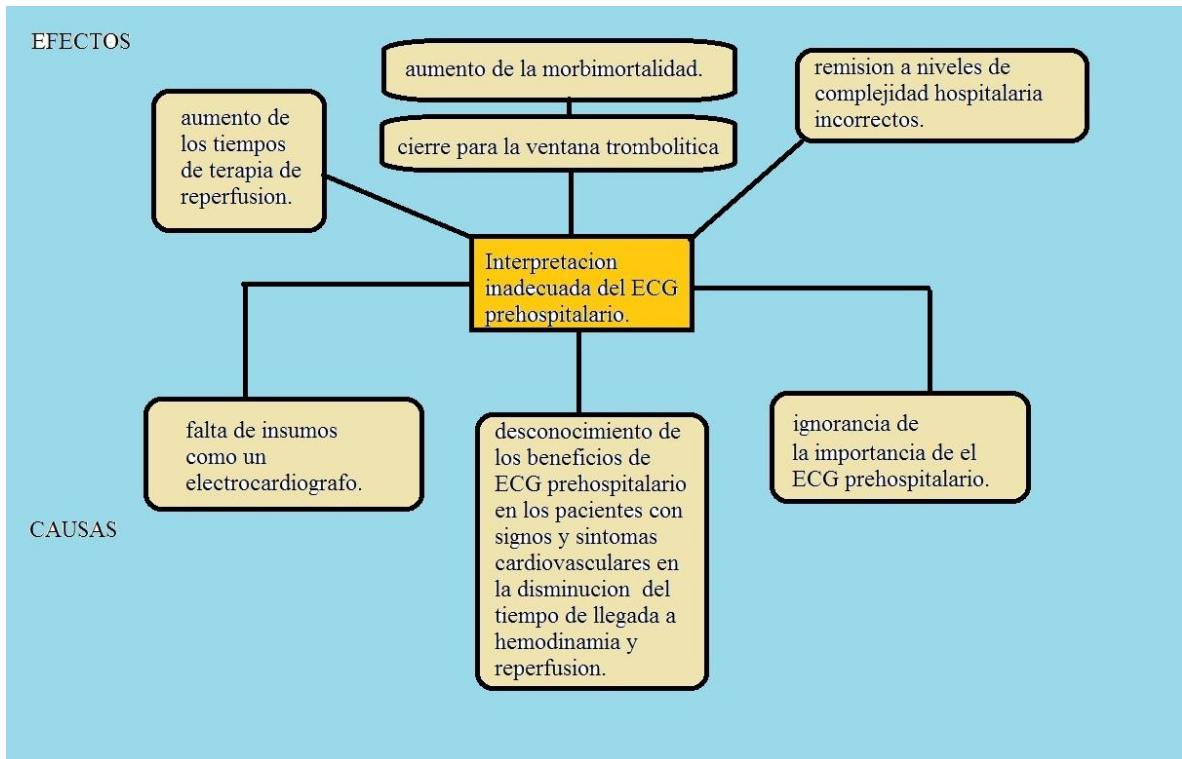 EFECTOS
aumento de la morbimortalidad.
remision a niveles de
complejidad hospitalaria
incorrectos.
aumento de
los tiempos
de terapia de
reperfusion.
cierre para la ventana trombolitica
Interpretacion
inadecuada del ECG
prehospitalario.
falta de insumos
como un
electrocardiografo.
desconocimiento de
los beneficios de
ECG prehospitalario
en los pacientes con
signos y sintomas
cardiovasculares en
la disminucion del
tiempo de llegada a
hemodinamia y
reperfusion.
ignorancia de
la importancia de el
ECG prehospitalario.
CAUSAS